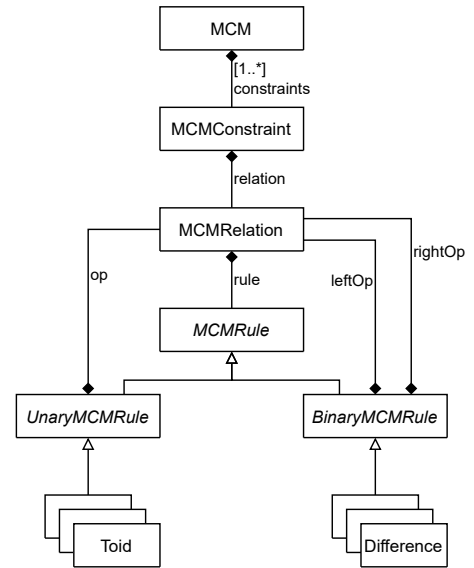 MCM
[1..*]
constraints
MCMConstraint
relation
MCMRelation
op
rule
leftOp
rightOp
MCMRule
UnaryMCMRule
BinaryMCMRule
Toid
Difference